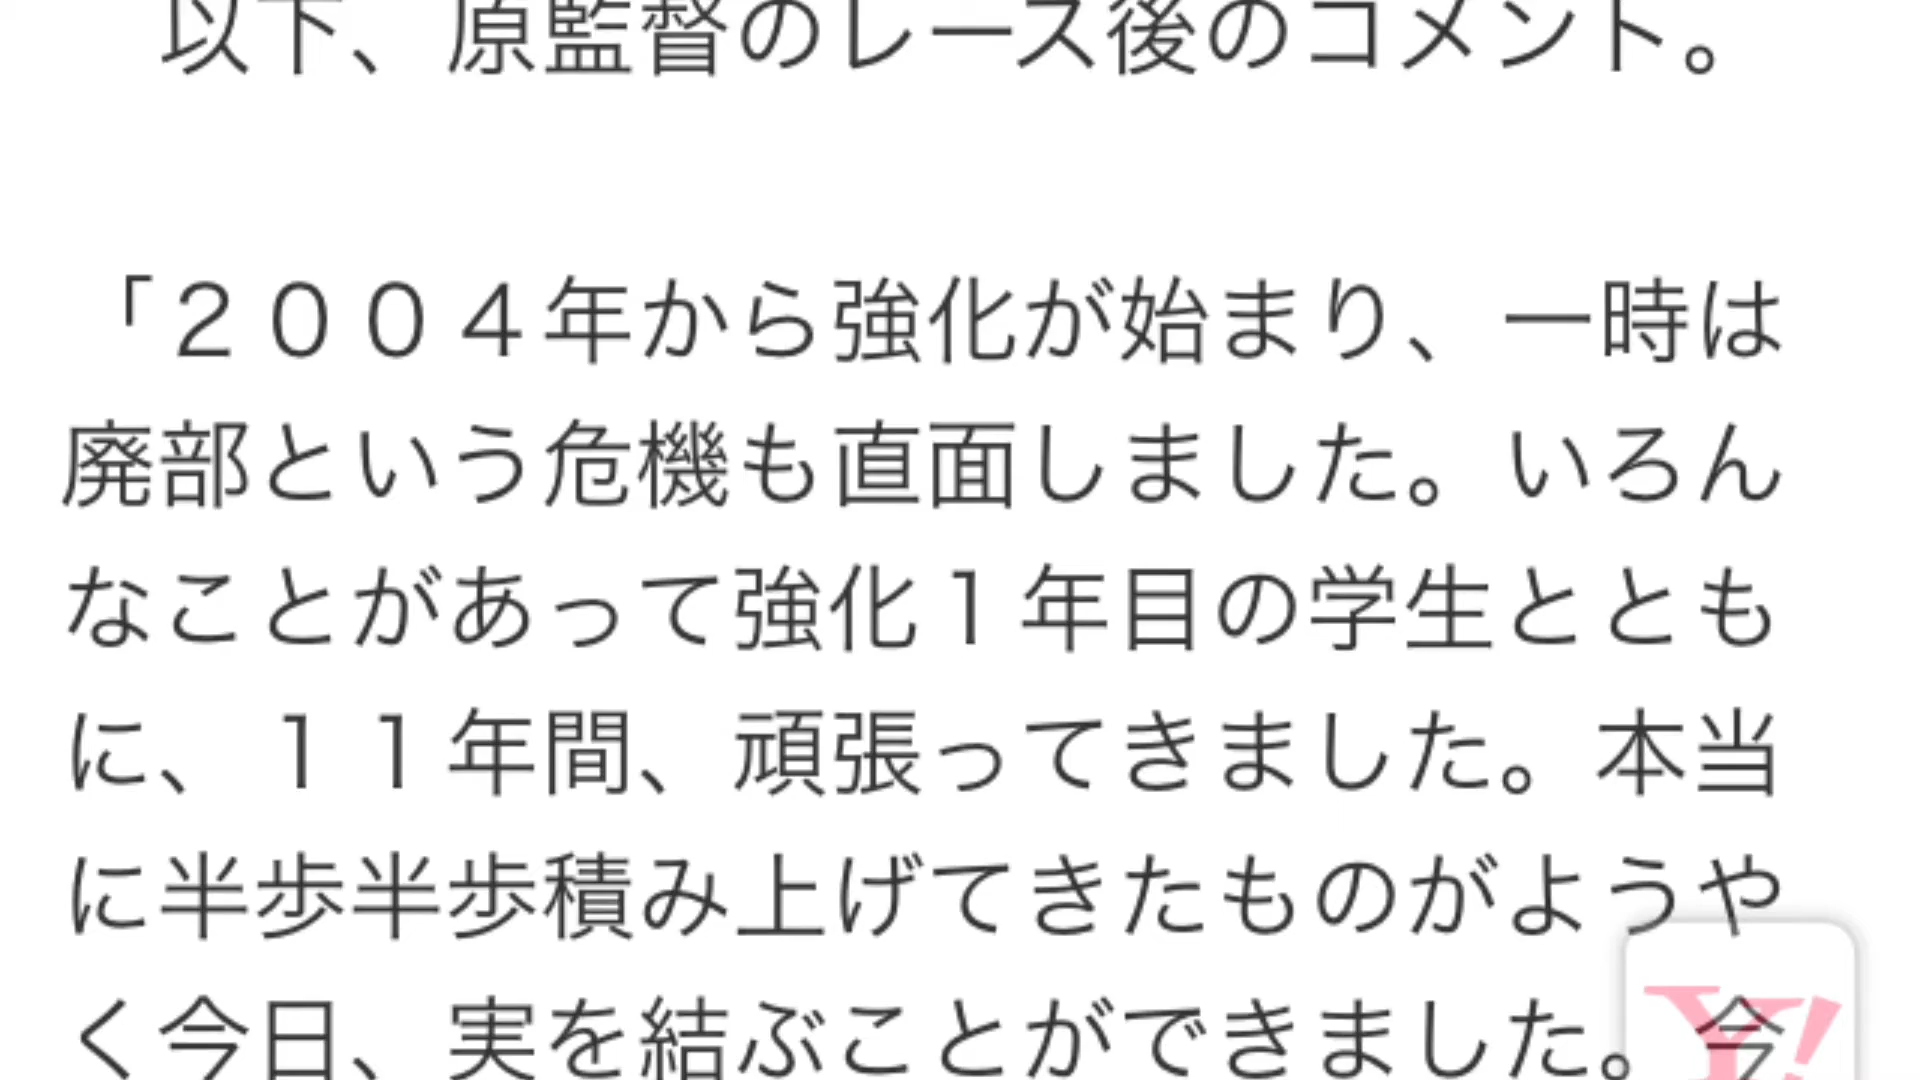 以下、原監督のレース後のコメント。
「２００４年から強化が始まり、一時は
廃部という危機も直面しました。いろん
なことがあって強化１年目の学生ととも
に、１１年間、頑張ってきました。本当
に半歩半歩積み上げてきたものがようや
く今日、実を結ぶことができました。今
Y!